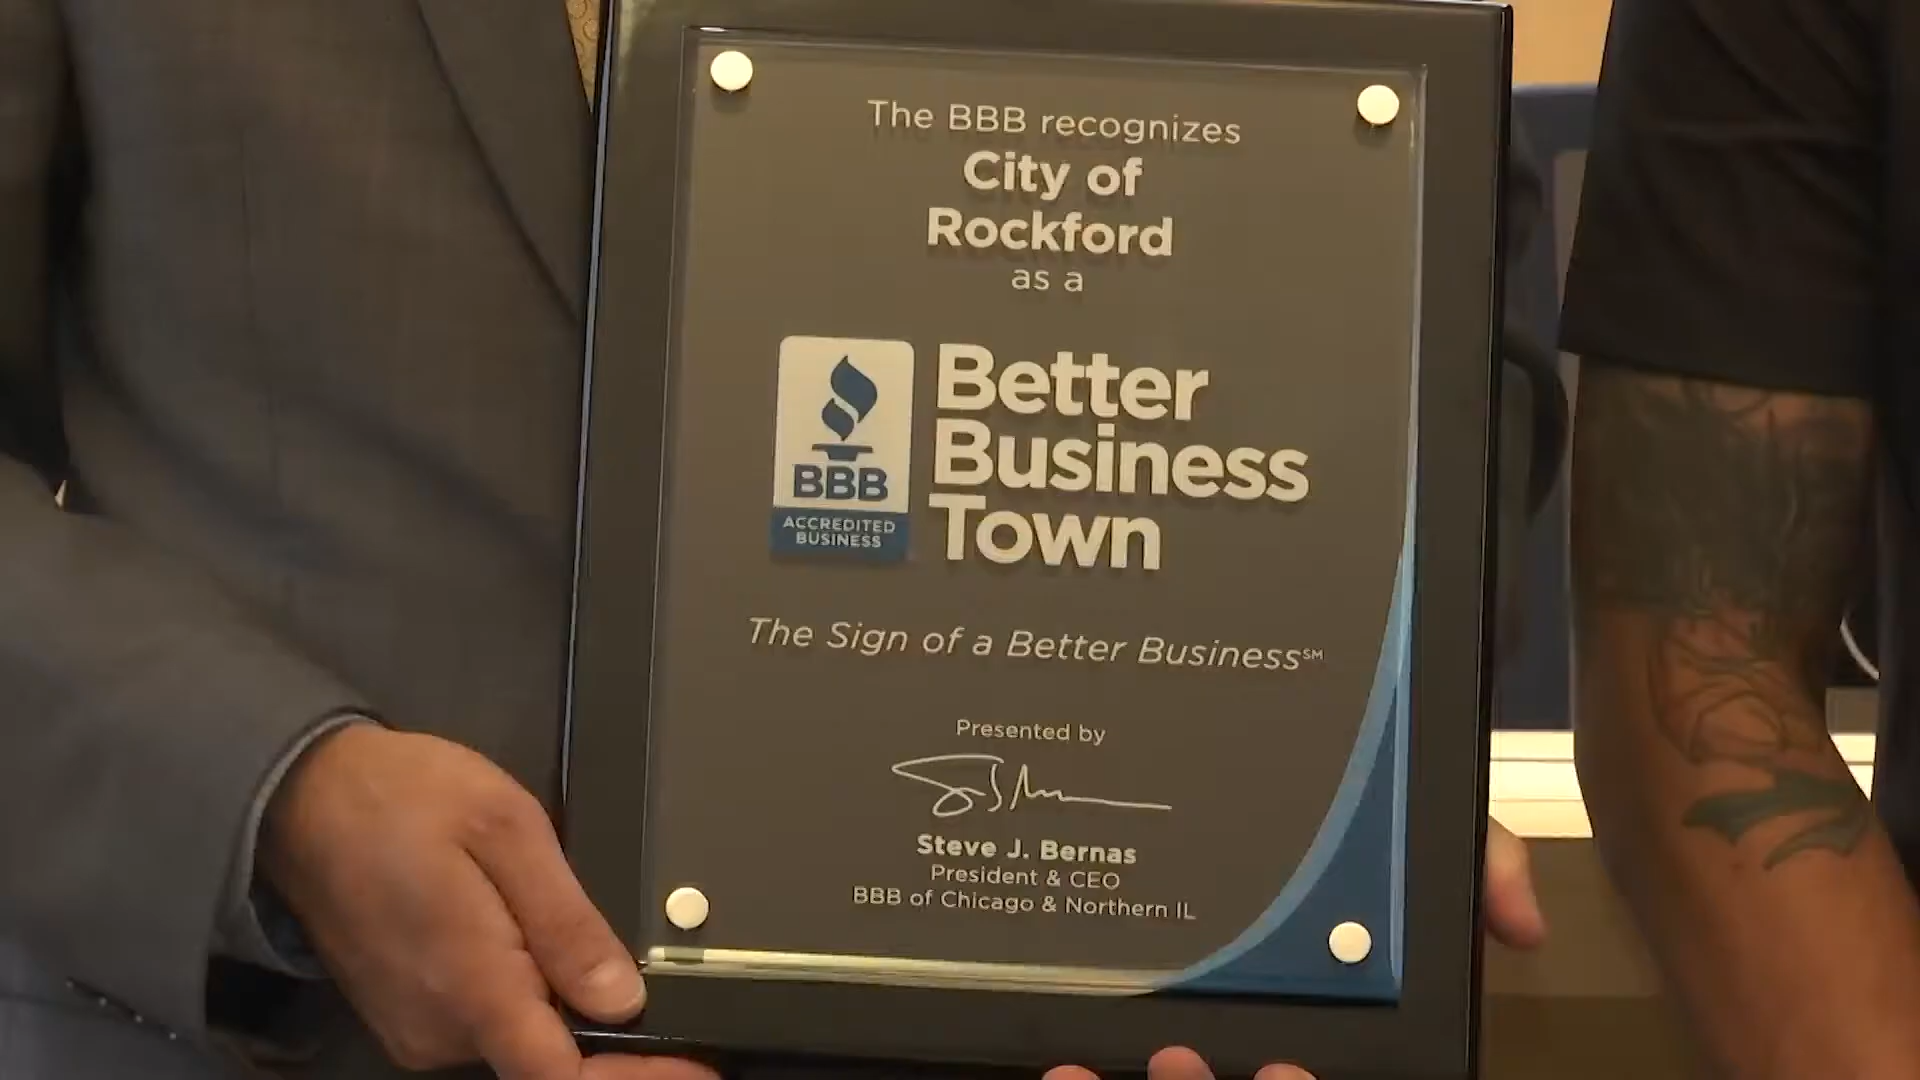 The BBB recognizes
City of
Rockford
as a
BBB
ACCREDITED
BUSINESS
Better
Business
Town
The Sign of a Better Business℠
Presented by
Steve J. Bernas
President & CEO
BBB of Chicago & Northern IL